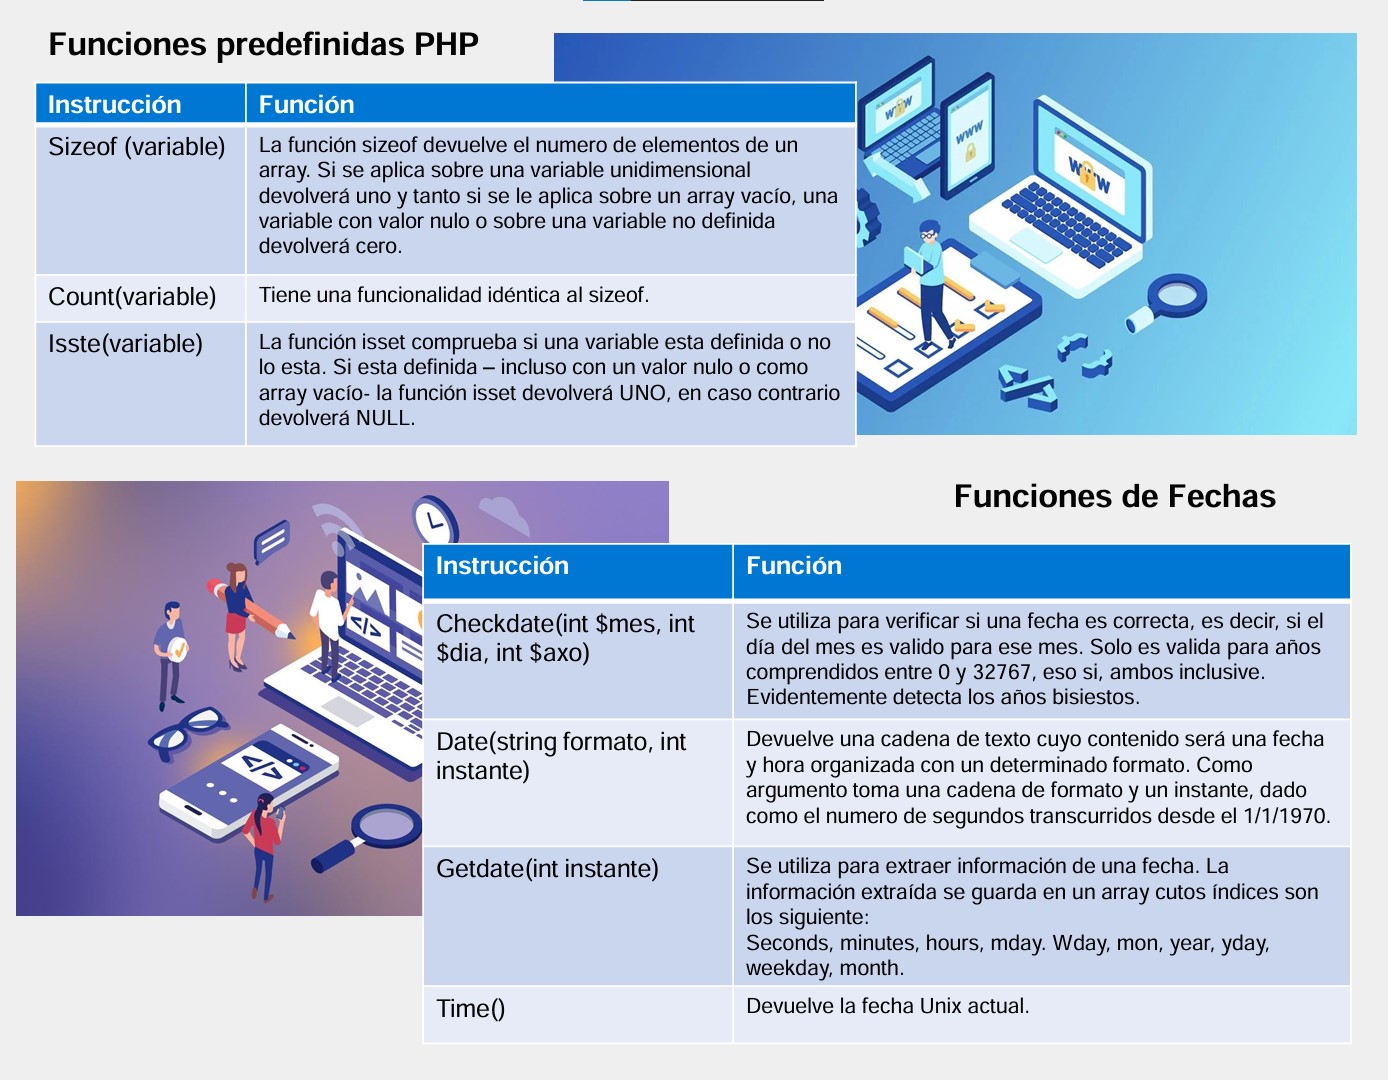 Funciones predefinidas PHP
Instrucción
Función
Sizeof (variable)
La función sizeof devuelve el numero de elementos de un
array. Si se aplica sobre una variable unidimensional
devolverá uno y tanto si se le aplica sobre un array vacío, una
variable con valor nulo o sobre una variable no definida
devolverá cero.
Count(variable)
Tiene una funcionalidad idéntica al sizeof.
Isste(variable)
La función isset comprueba si una variable esta definida o no
lo esta. Si esta definida – incluso con un valor nulo o como
array vacío- la función isset devolverá UNO, en caso contrario
devolverá NULL.
WWW
WWW
WWW
Funciones de Fechas
Instrucción
Función
Checkdate(int $mes, int
$dia, int $axo)
Se utiliza para verificar si una fecha es correcta, es decir, si el
día del mes es valido para ese mes. Solo es valida para años
comprendidos entre 0 y 32767, eso si, ambos inclusive.
Evidentemente detecta los años bisiestos.
Date(string formato, int
instante)
Devuelve una cadena de texto cuyo contenido será una fecha
y hora organizada con un determinado formato. Como
argumento toma una cadena de formato y un instante, dado
como el numero de segundos transcurridos desde el 1/1/1970.
Getdate(int instante)
Se utiliza para extraer información de una fecha. La
información extraída se guarda en un array cutos índices son
los siguiente:
Seconds, minutes, hours, mday. Wday, mon, year, yday,
weekday, month.
Time()
Devuelve la fecha Unix actual.
</>
</>